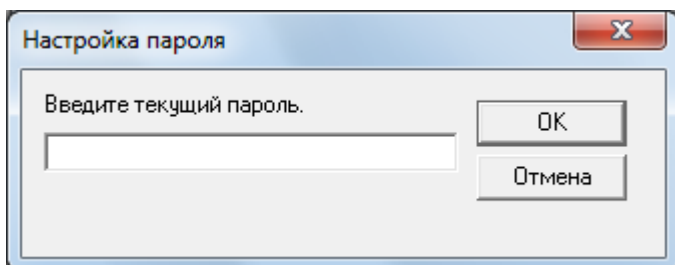 Настройка пароля
Введите текущий пароль.
OK
Отмена